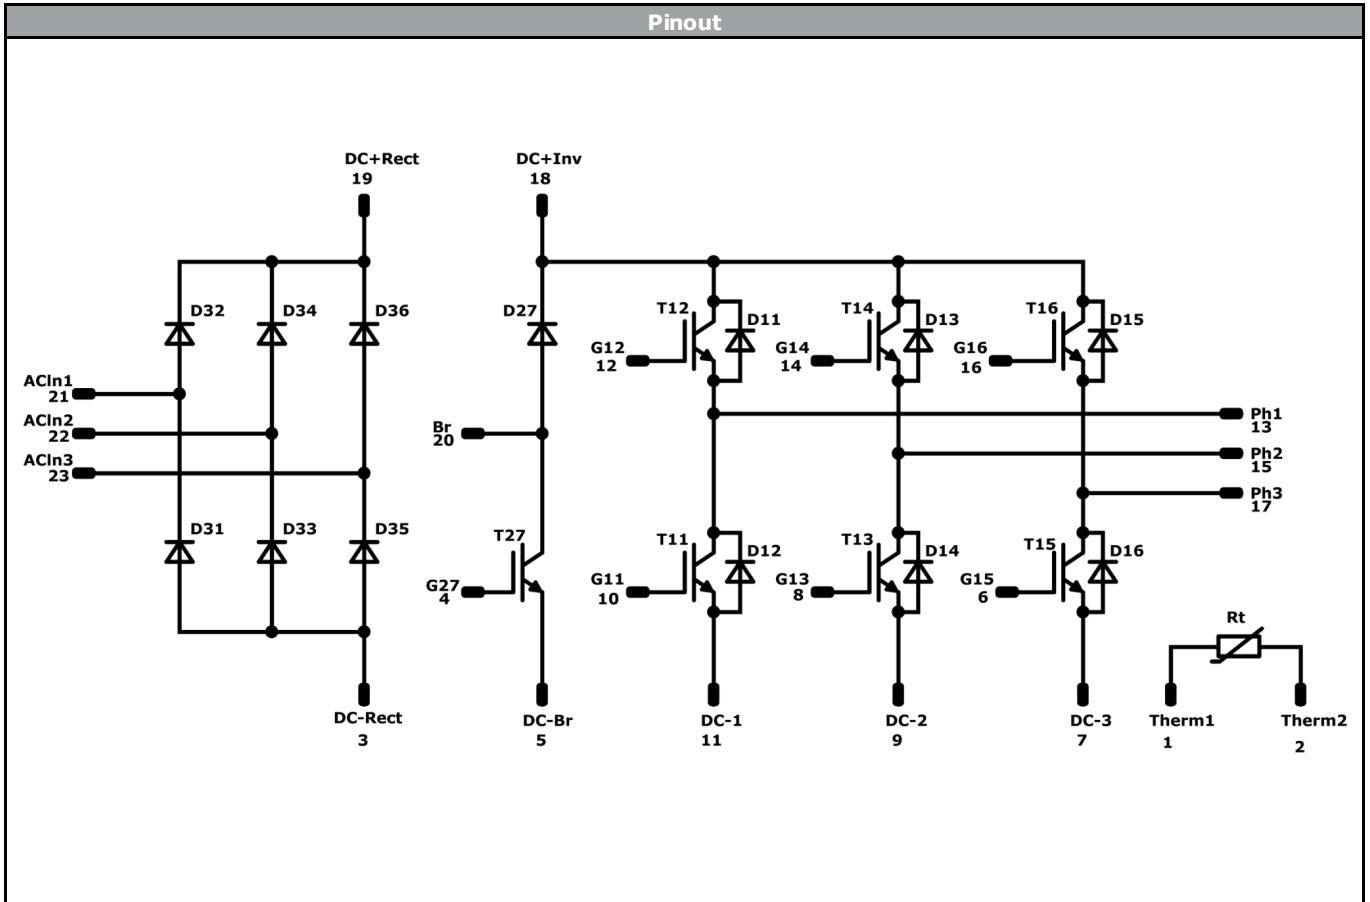 Pinout
DC+Rect
19
DC+Inv
18
D32
D34
D36
D27
T12
D11
T14
D13
T16
D15
G12
12
G14
14
G16
16
ACIn1
21
ACIn2
22
ACIn3
23
Br
20
Ph1
13
Ph2
15
Ph3
17
D31
D33
D35
T27
T11
D12
T13
D14
T15
D16
G27
4
G11
10
G13
8
G15
6
Rt
DC-Rect
3
DC-Br
5
DC-1
11
DC-2
9
DC-3
7
Therm1
1
Therm2
2